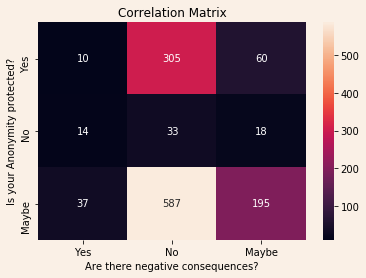 Correlation Matrix
Is your Anonymity protected?
Yes
No
Maybe
10 305 60
14 33 18
37 587 195
Yes No Maybe
Are there negative consequences?
500
400
300
200
100